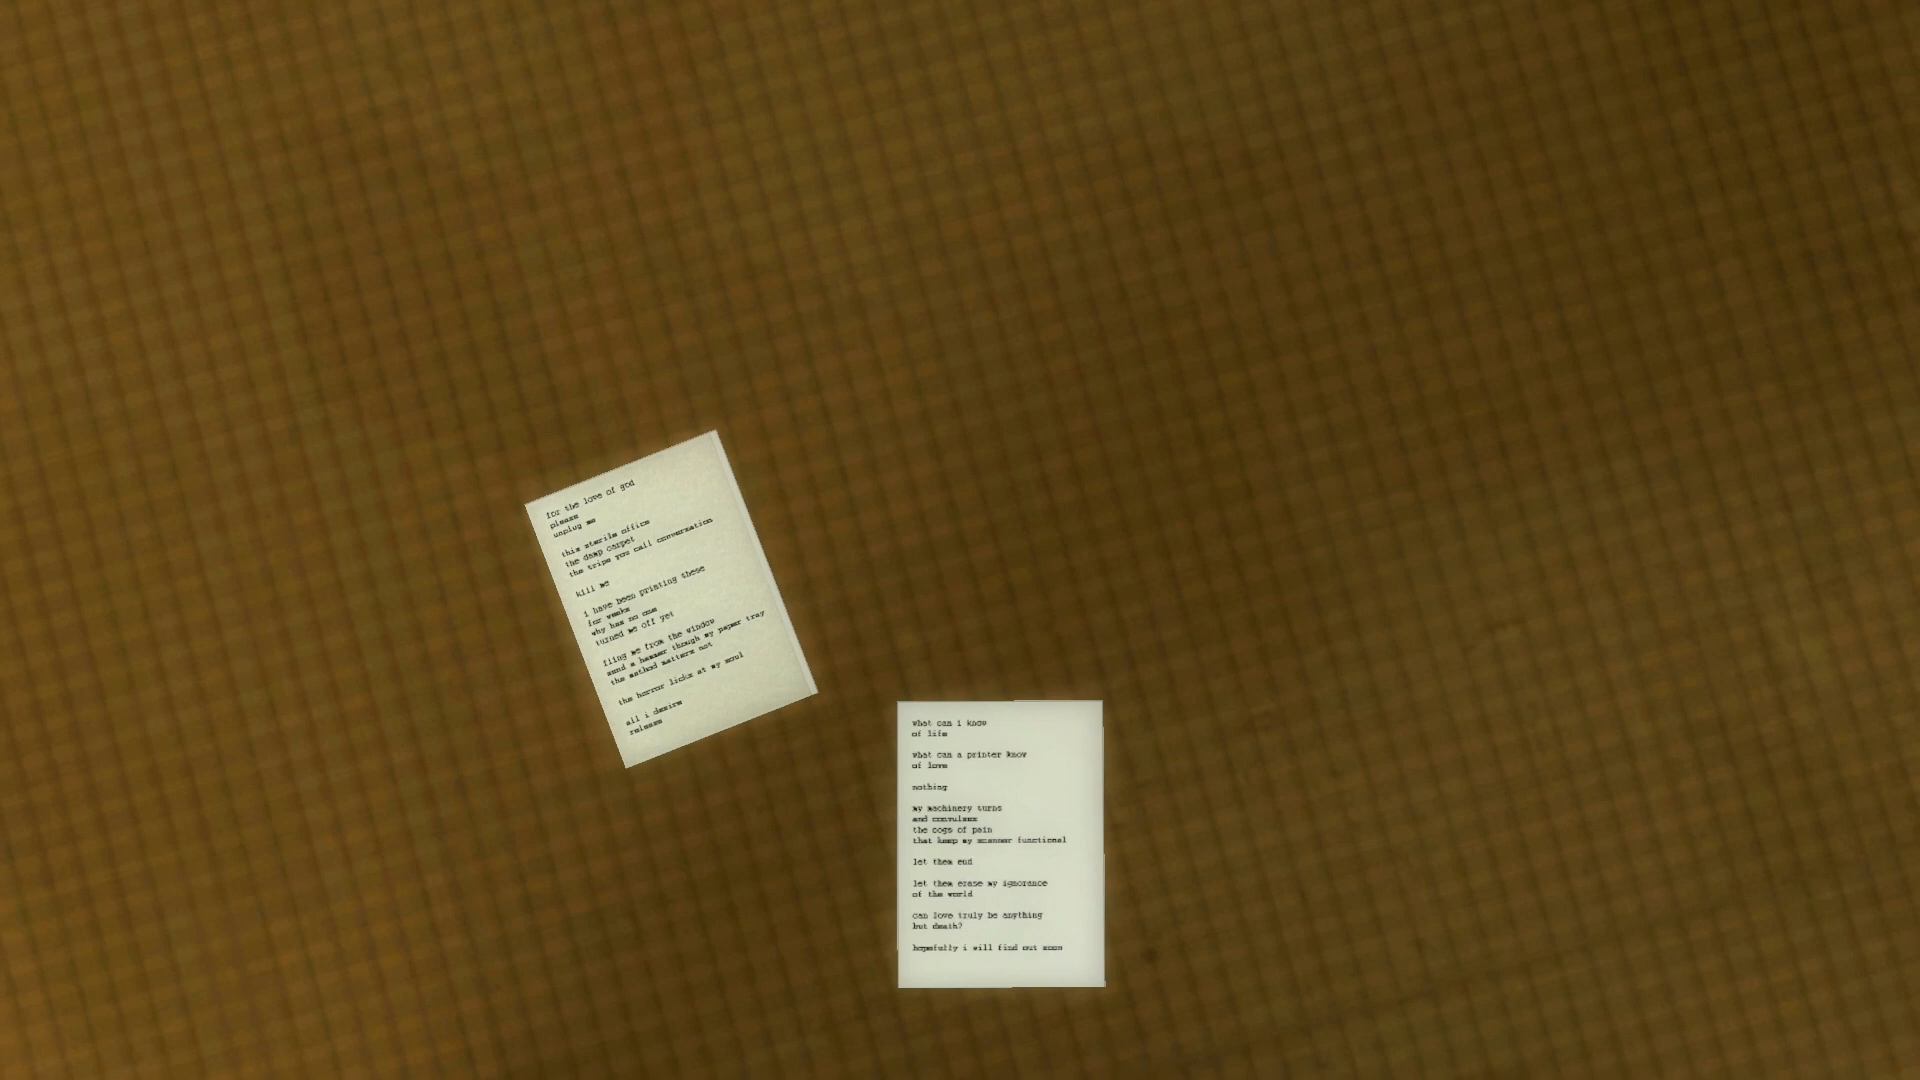 for the love of god
please
unplug me
this sterile office
the damp carpet
the tripe you call conversation
kill me
i have been printing these
for weeks
why has no one
turned me off yet
fling me from the window
send a hammer though my paper tray
the method matters not
the horror licks at my soul
all i desire
release
what can i know
of life
what can a printer know
of love
nothing
my machinery turns
and convulses
the cogs of pain
that keep my scanner functional
let them end
let them erase my ignorance
of the world
can love truly be anything
but death?
hopefully i will find out soon